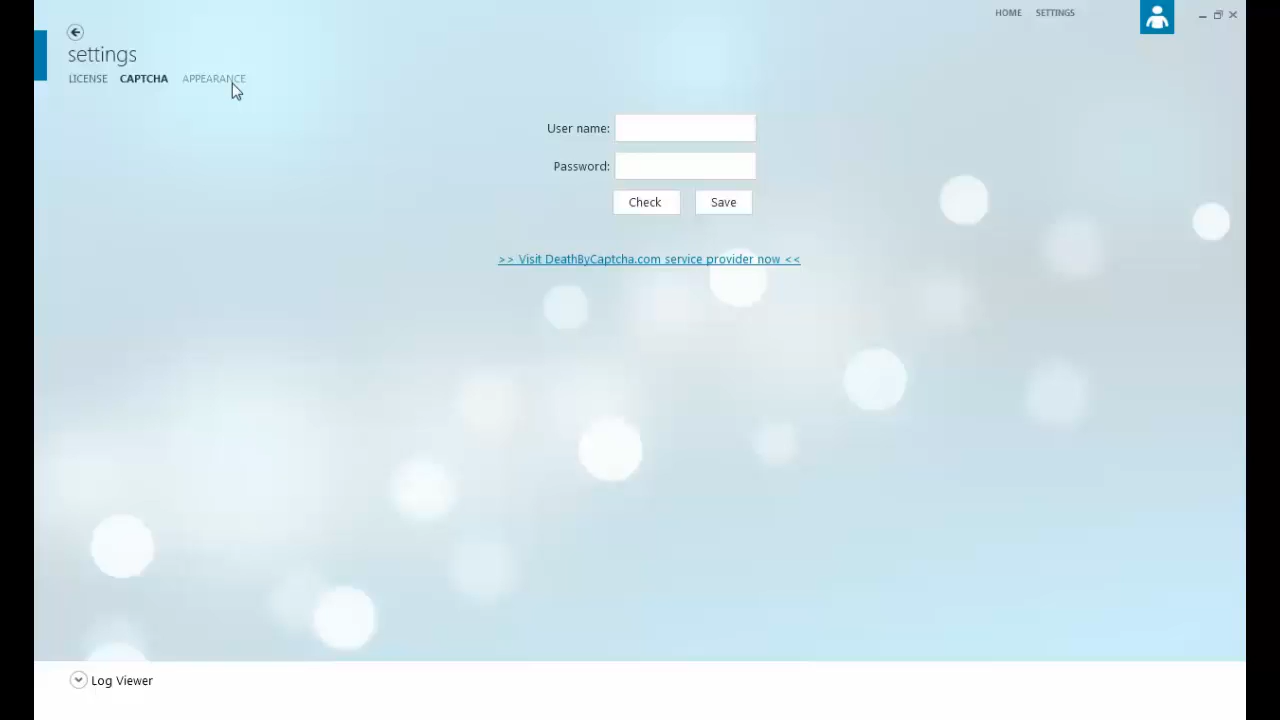 HOME SETTINGS
settings
LICENSE CAPTCHA APPEARANCE
User name:
Password:
Check Save
>> Visit DeathByCaptcha.com service provider now <<
Log Viewer